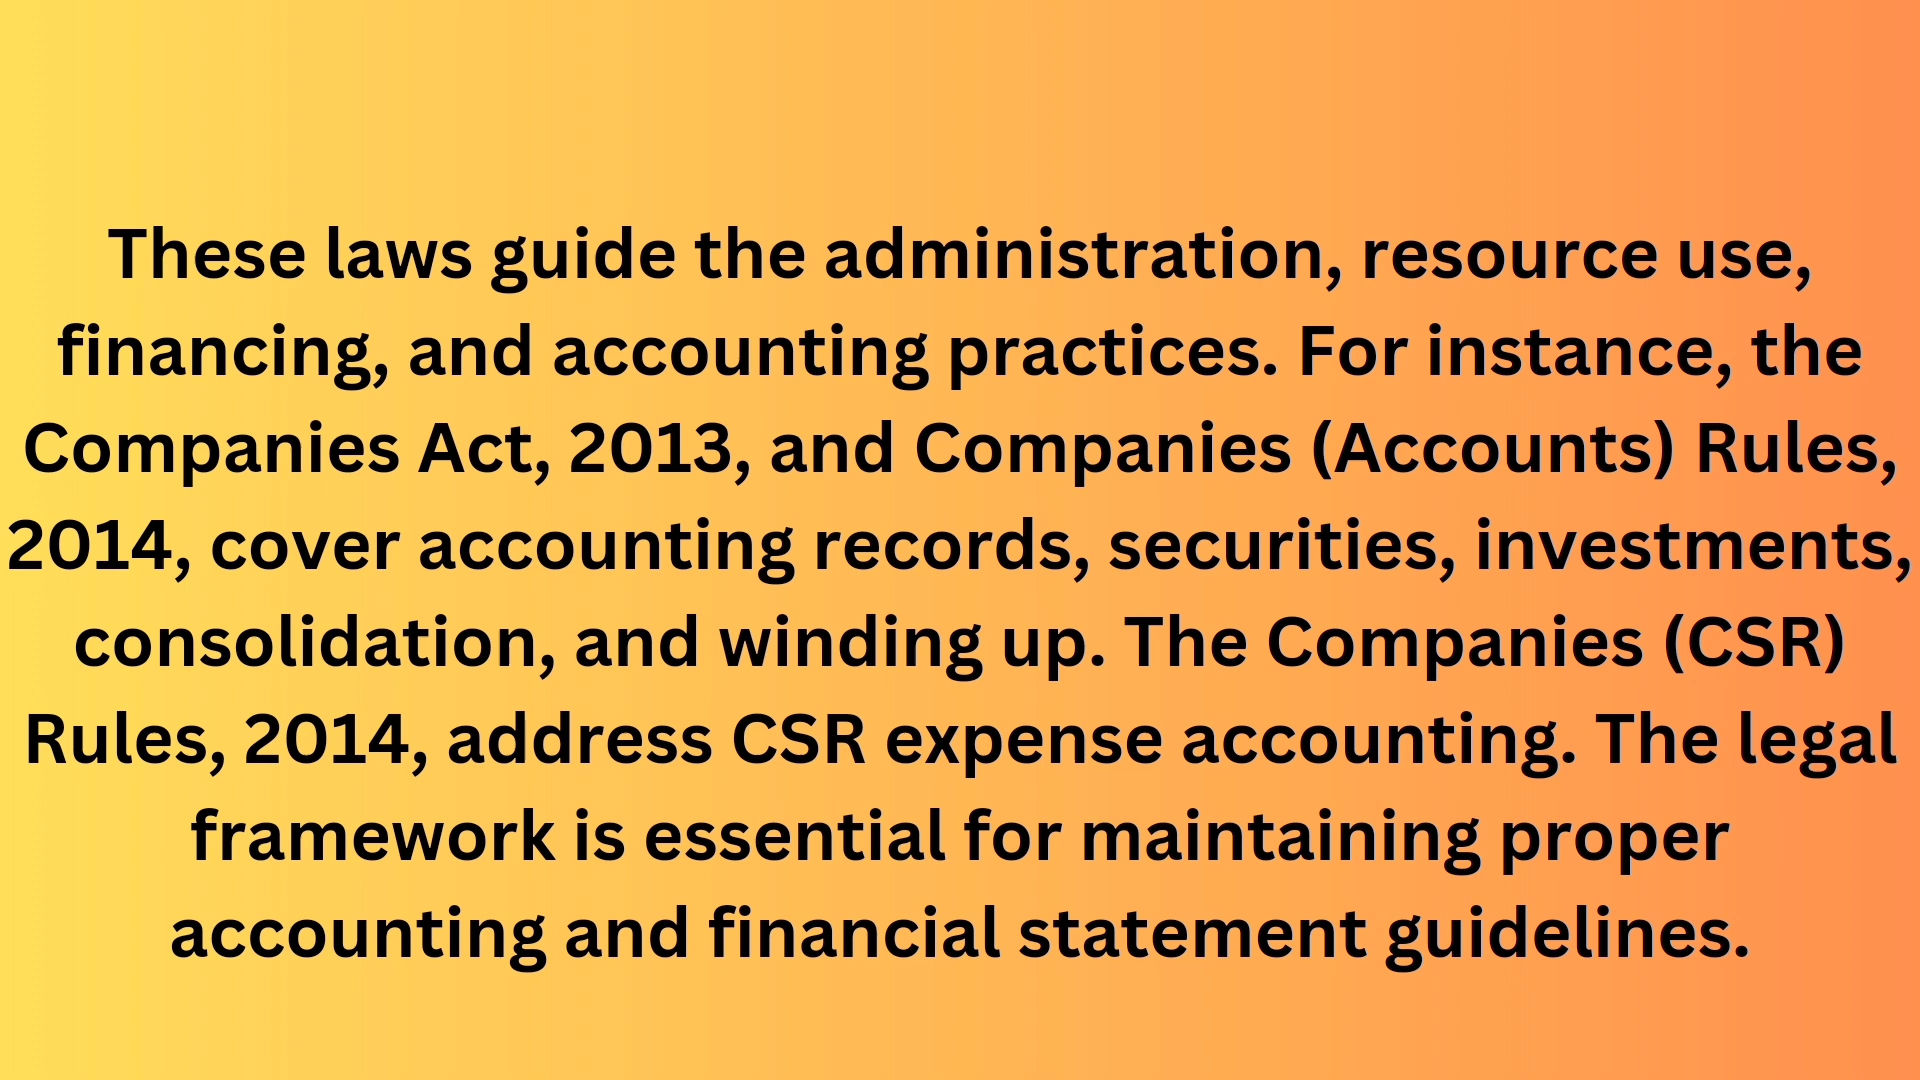 These laws guide the administration, resource use,
financing, and accounting practices. For instance, the
Companies Act, 2013, and Companies (Accounts) Rules,
2014, cover accounting records, securities, investments,
consolidation, and winding up. The Companies (CSR)
Rules, 2014, address CSR expense accounting. The legal
framework is essential for maintaining proper
accounting and financial statement guidelines.